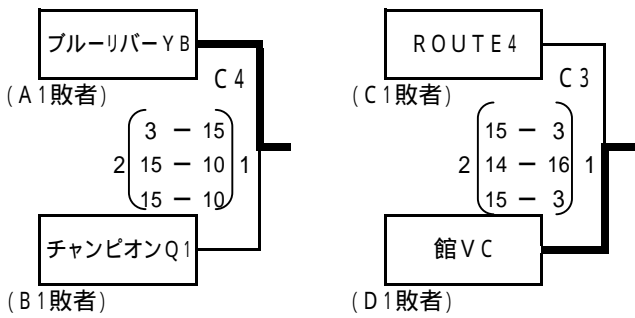 ブルーリバーYB
C4
(A1敗者)
3 － 15
2 15 － 10 1
15 － 10
チャンピオンQ1
(B1敗者)
ROUTE4
C3
(C1敗者)
15 － 3
2 14 － 16 1
15 － 3
館VC
(D1敗者)